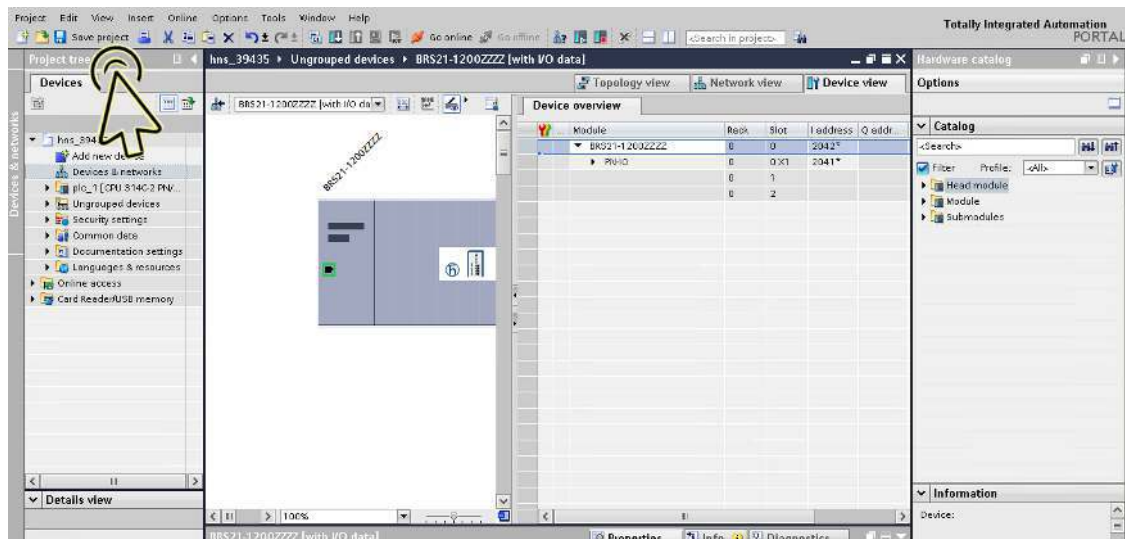 Project Edit View Insert Online Options Tools Window Help
Totally Integrated Automation
PORTAL
Save project
Go online
Go offline
<Search in project>
Project tree
hns_39435 ▸ Ungrouped devices ▸ BRS21-1200ZZZZ [with I/O data]
Hardware catalog
Devices
Topology view
Network view
Device view
Options
BRS21-1200ZZZZ [with I/O da
Device overview
Devices & networks
Module Rack Slot I address Q addr
Catalog
BRS21-1200ZZZZ 0 0 2042*
<Search>
Add new
PN-IO 0 0 X1 2041*
Filter Profile: <All>
Devices & networks
0 1
Head module
plc_1 [CPU 314C-2 PN/...
0 2
Module
Ungrouped devices
Submodules
Security settings
Common data
Documentation settings
Languages & resources
Online access
Card Reader/USB memory
BRS21-1200ZZZZ
Details view
100%
Information
Device:
BRS21-1200ZZZZ [with I/O data]
Properties
Info
Diagnostics